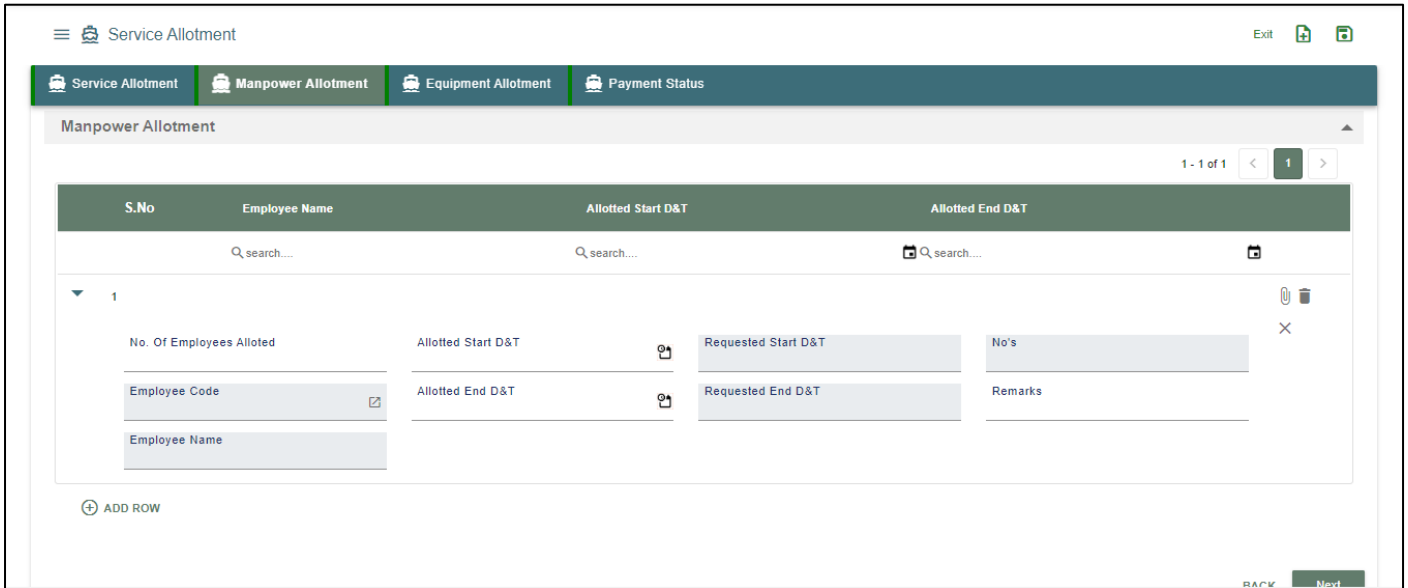 Service Allotment
Exit
Service Allotment Manpower Allotment Equipment Allotment Payment Status
Manpower Allotment
1 - 1 of 1 < 1 >
S.No Employee Name Allotted Start D&T Allotted End D&T
search.... search.... search....
1
No. Of Employees Alloted Allotted Start D&T Requested Start D&T No's
Employee Code Allotted End D&T Requested End D&T Remarks
Employee Name
ADD ROW
BACK Next